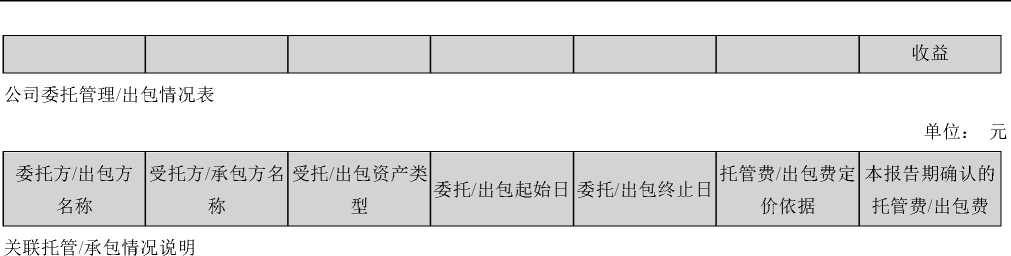 收益
公司委托管理/出包情况表
单位： 元
委托方/出包方 受托方/承包方名 受托/出包资产类 委托/出包起始日 委托/出包终止日 托管费/出包费定 本报告期确认的
名称 称 型 价依据 托管费/出包费
关联托管/承包情况说明